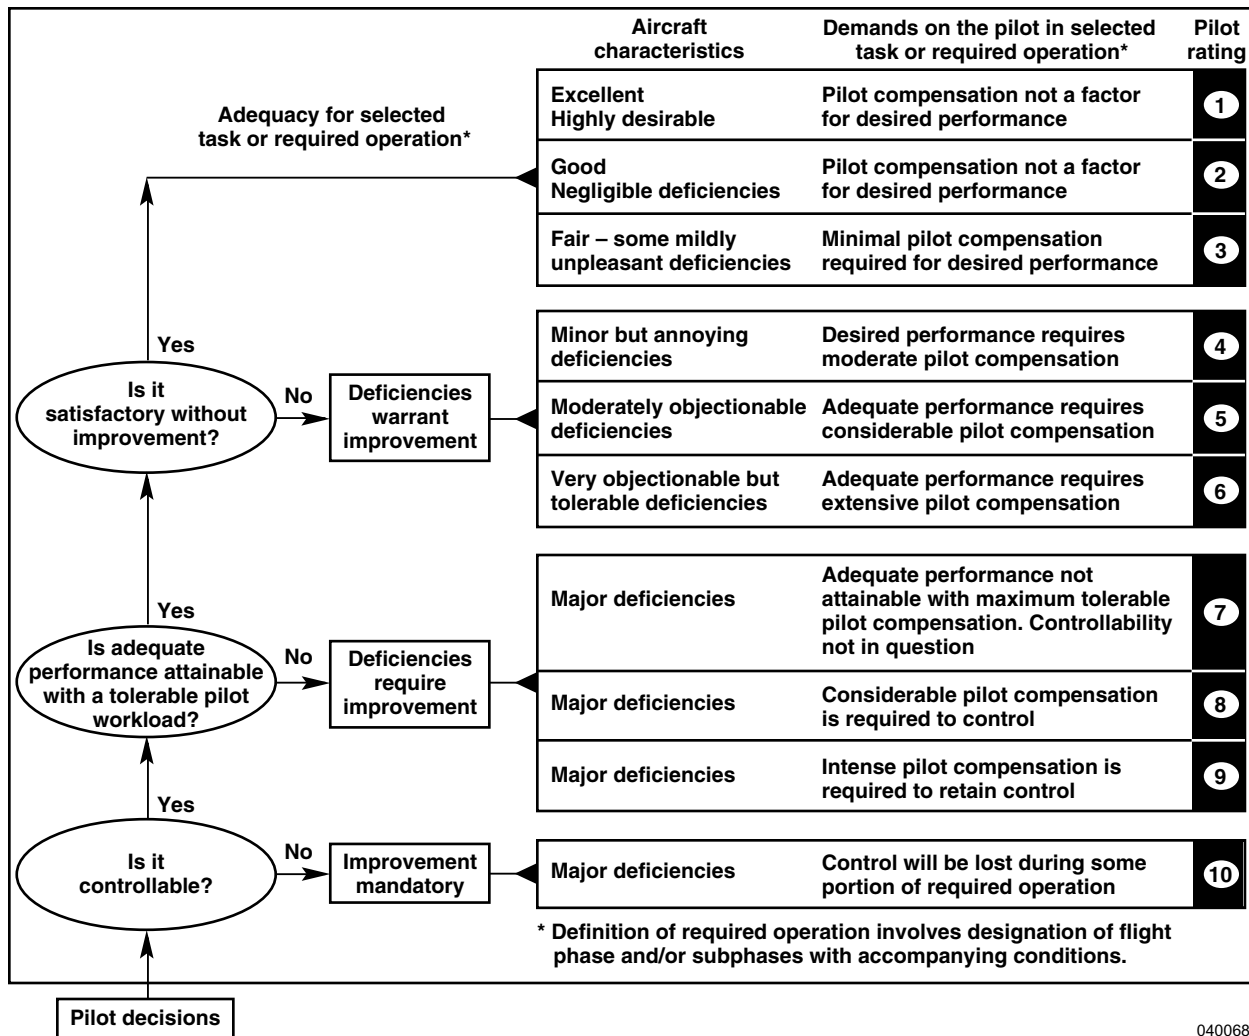 Aircraft
characteristics
Demands on the pilot in selected
task or required operation*
Pilot
rating
Adequacy for selected
task or required operation*
Excellent
Highly desirable
Pilot compensation not a factor
for desired performance
1
Good
Negligible deficiencies
Pilot compensation not a factor
for desired performance
2
Fair – some mildly
unpleasant deficiencies
Minimal pilot compensation
required for desired performance
3
Yes
Is it
satisfactory without
improvement?
No
Deficiencies
warrant
improvement
Minor but annoying
deficiencies
Desired performance requires
moderate pilot compensation
4
Moderately objectionable
deficiencies
Adequate performance requires
considerable pilot compensation
5
Very objectionable but
tolerable deficiencies
Adequate performance requires
extensive pilot compensation
6
Yes
Is adequate
performance attainable
with a tolerable pilot
workload?
No
Deficiencies
require
improvement
Major deficiencies
Adequate performance not
attainable with maximum tolerable
pilot compensation. Controllability
not in question
7
Major deficiencies
Considerable pilot compensation
is required to control
8
Major deficiencies
Intense pilot compensation is
required to retain control
9
Yes
Is it
controllable?
No
Improvement
mandatory
Major deficiencies
Control will be lost during some
portion of required operation
10
* Definition of required operation involves designation of flight
phase and/or subphases with accompanying conditions.
Pilot decisions
040068